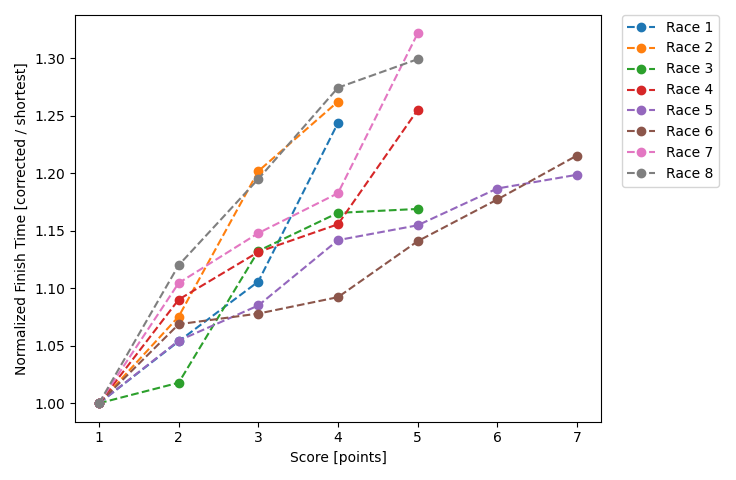 Normalized Finish Time [corrected / shortest]
1.30
1.25
1.20
1.15
1.10
1.05
1.00
1 2 3 4 5 6 7
Score [points]
Race 1
Race 2
Race 3
Race 4
Race 5
Race 6
Race 7
Race 8